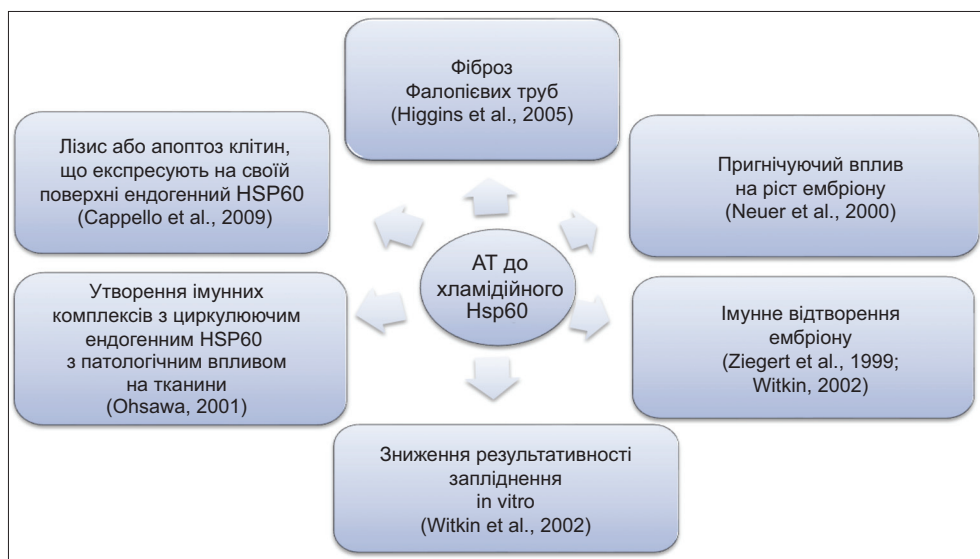 Фіброз
Фалопієвих труб
(Higgins et al., 2005)
Лізис або апоптоз клітин,
що експресують на своїй
поверхні ендогенний HSP60
(Cappello et al., 2009)
Пригнічуючий вплив
на ріст ембріону
(Neuer et al., 2000)
АТ до
хламідійного
Hsp60
Утворення імунних
комплексів з циркулюючим
ендогенним HSP60
з патологічним впливом
на тканини
(Ohsawa, 2001)
Імунне відтворення
ембріону
(Ziegert et al., 1999;
Witkin, 2002)
Зниження результативності
запліднення
in vitro
(Witkin et al., 2002)